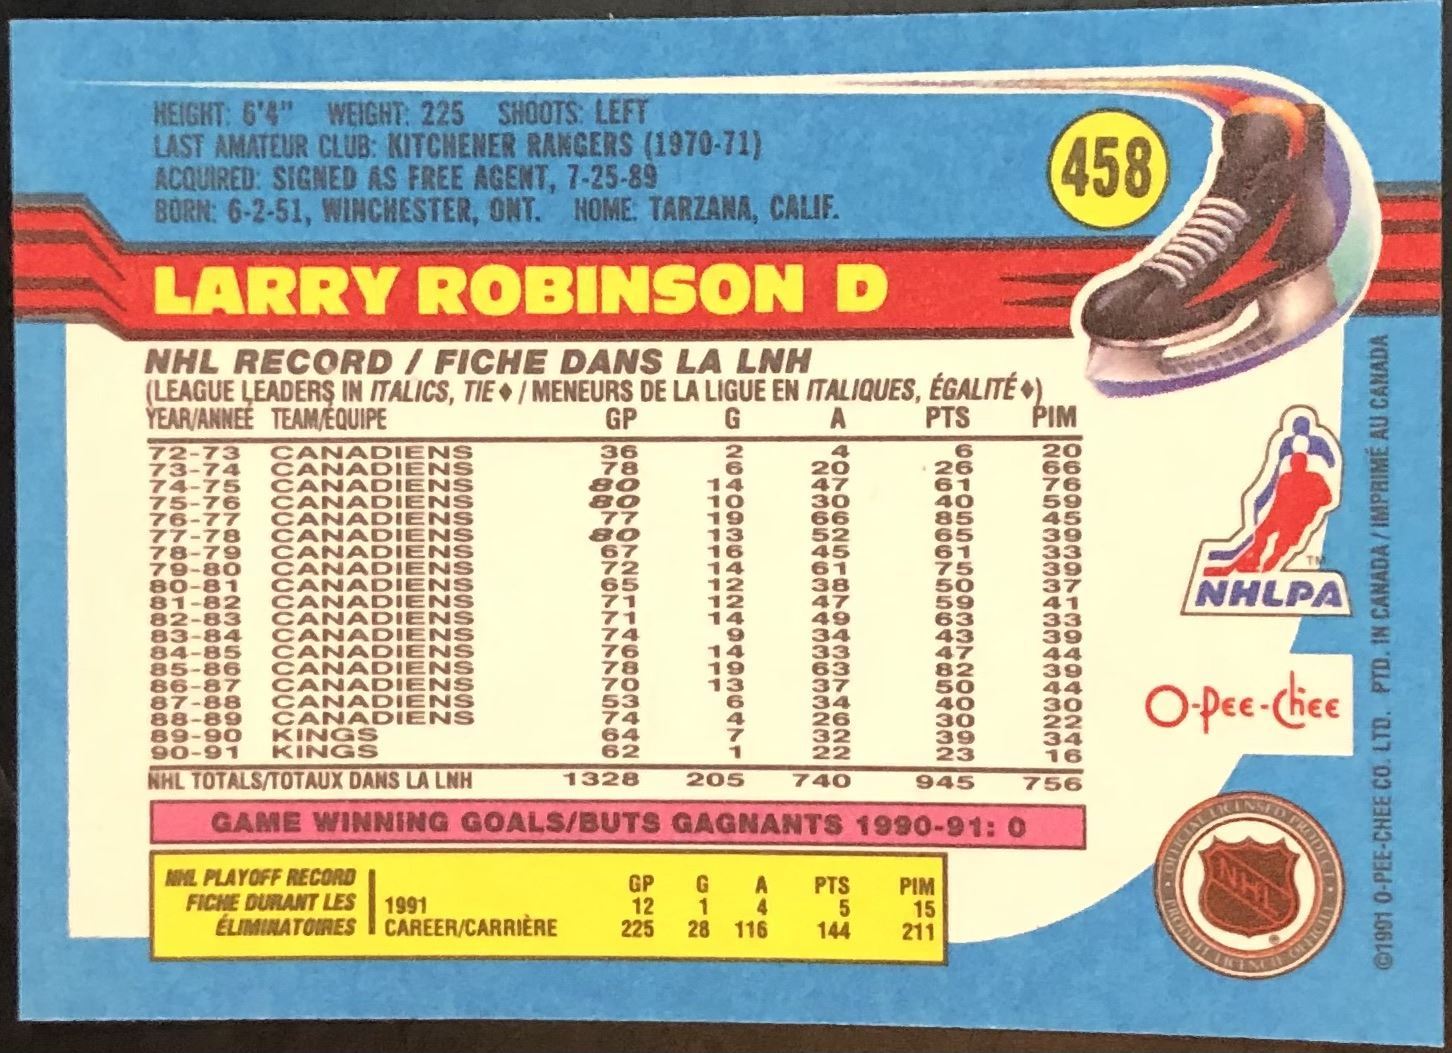 HEIGHT: 6'4" WEIGHT: 225 SHOOTS: LEFT
LAST AMATEUR CLUB: KITCHENER RANGERS (1970-71)
ACQUIRED: SIGNED AS FREE AGENT, 7-25-89
BORN: 6-2-51, WINCHESTER, ONT. HOME: TARZANA, CALIF.
458
LARRY ROBINSON D
NHL RECORD / FICHE DANS LA LNH
(LEAGUE LEADERS IN ITALICS, TIE ♦ / MENEURS DE LA LIGUE EN ITALIQUES, ÉGALITÉ ♦)
YEAR/ANNÉE TEAM/ÉQUIPE GP G A PTS PIM
72-73 CANADIENS 36 2 4 6 20
73-74 CANADIENS 78 6 20 26 66
74-75 CANADIENS 80 14 47 61 76
75-76 CANADIENS 80 10 30 40 59
76-77 CANADIENS 77 19 66 85 45
77-78 CANADIENS 80 13 52 65 39
78-79 CANADIENS 67 16 45 61 33
79-80 CANADIENS 72 14 61 75 39
80-81 CANADIENS 65 12 38 50 37
81-82 CANADIENS 71 12 47 59 41
82-83 CANADIENS 71 14 49 63 33
83-84 CANADIENS 74 9 34 43 39
84-85 CANADIENS 76 14 33 47 44
85-86 CANADIENS 78 19 63 82 39
86-87 CANADIENS 70 13 37 50 44
87-88 CANADIENS 53 6 34 40 30
88-89 CANADIENS 74 4 26 30 22
89-90 KINGS 64 7 32 39 34
90-91 KINGS 62 1 22 23 16
NHL TOTALS/TOTAUX DANS LA LNH 1328 205 740 945 756
GAME WINNING GOALS/BUTS GAGNANTS 1990-91: 0
NHL PLAYOFF RECORD
FICHE DURANT LES
ÉLIMINATOIRES
GP G A PTS PIM
1991 12 1 4 5 15
CAREER/CARRIÈRE 225 28 116 144 211
TM
NHLPA
O-Pee-Chee
OFFICIAL LICENSED PRODUCT
NHL
PRODUIT LICENCIÉ OFFICIEL
©1991 O-PEE-CHEE CO. LTD. PTD. IN CANADA / IMPRIMÉ AU CANADA